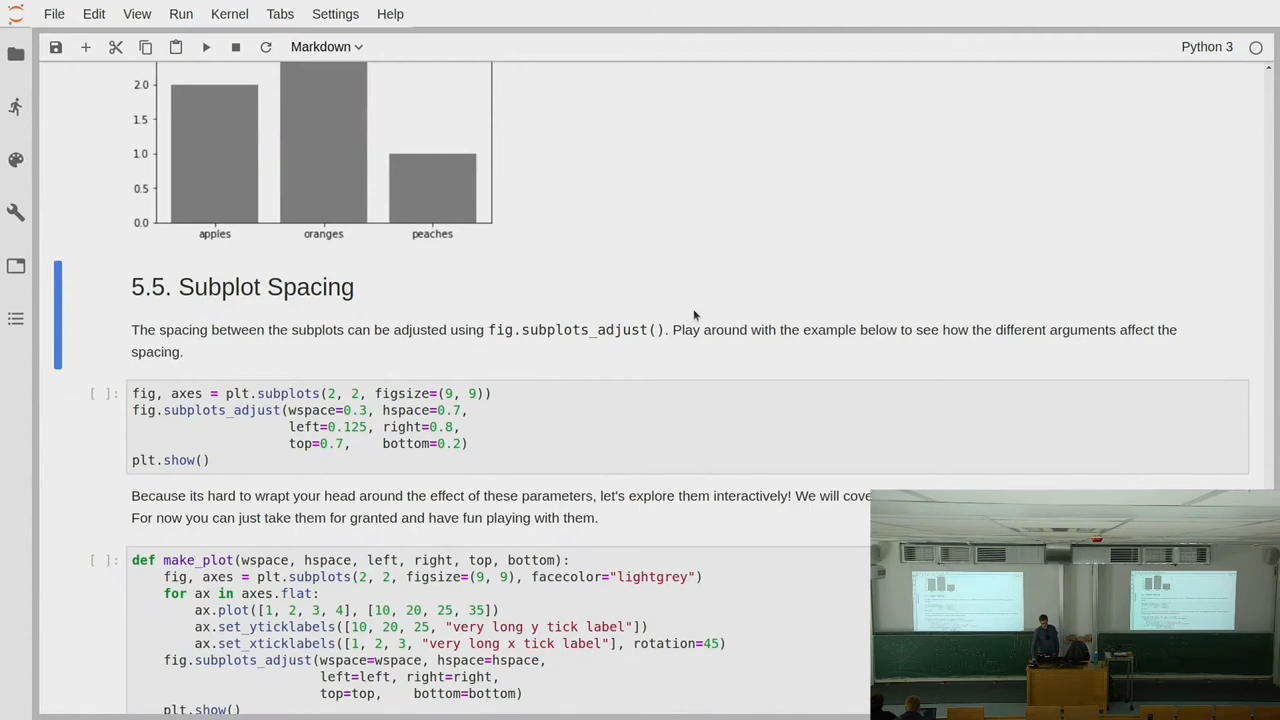 File Edit View Run Kernel Tabs Settings Help
Markdown Python 3
2.0
1.5
1.0
0.5
0.0
apples oranges peaches
5.5. Subplot Spacing
The spacing between the subplots can be adjusted using fig.subplots_adjust(). Play around with the example below to see how the different arguments affect the
spacing.
[ ]: fig, axes = plt.subplots(2, 2, figsize=(9, 9))
fig.subplots_adjust(wspace=0.3, hspace=0.7,
left=0.125, right=0.8,
top=0.7, bottom=0.2)
plt.show()
Because its hard to wrapt your head around the effect of these parameters, let's explore them interactively! We will cove
For now you can just take them for granted and have fun playing with them.
[ ]: def make_plot(wspace, hspace, left, right, top, bottom):
fig, axes = plt.subplots(2, 2, figsize=(9, 9), facecolor="lightgrey")
for ax in axes.flat:
ax.plot([1, 2, 3, 4], [10, 20, 25, 35])
ax.set_yticklabels([10, 20, 25, "very long y tick label"])
ax.set_xticklabels([1, 2, 3, "very long x tick label"], rotation=45)
fig.subplots_adjust(wspace=wspace, hspace=hspace,
left=left, right=right,
top=top, bottom=bottom)
plt.show()